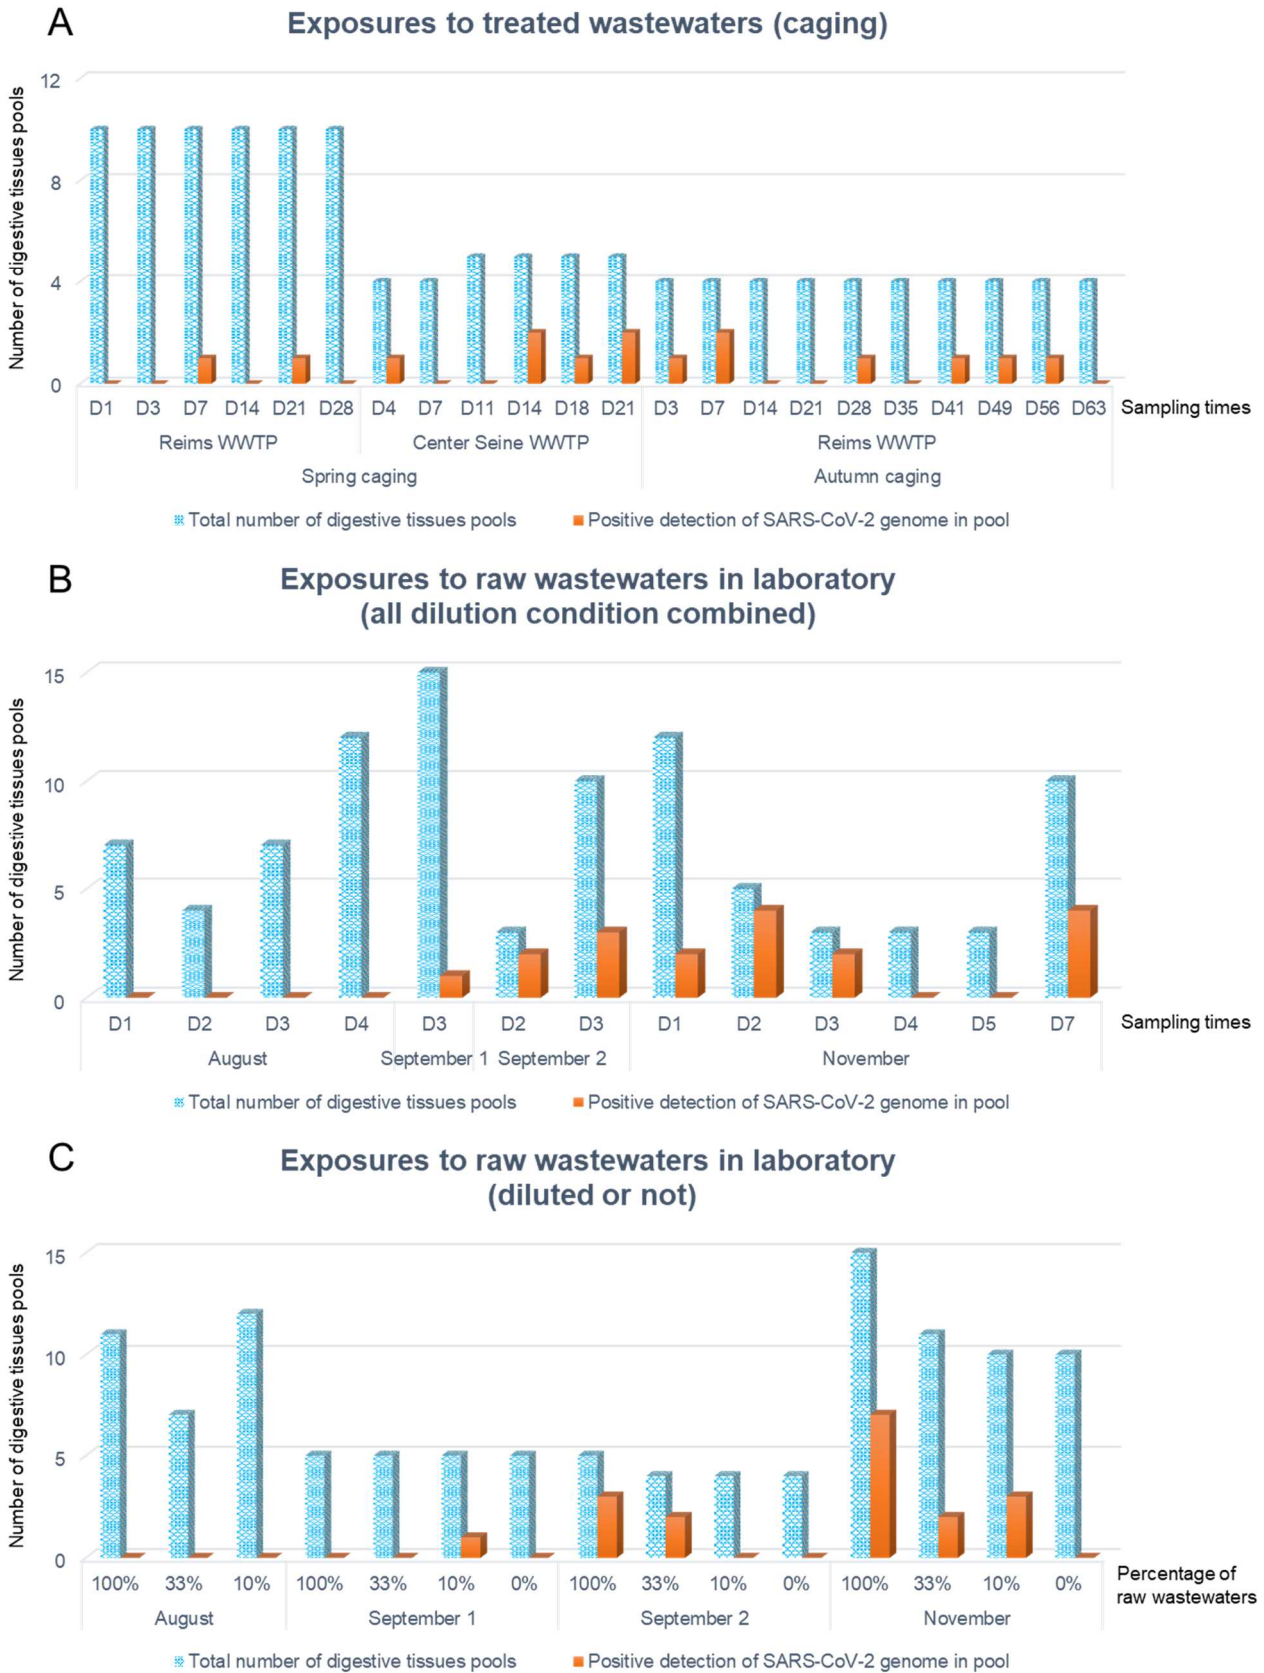 A
Exposures to treated wastewaters (caging)
Number of digestive tissues pools
12
8
4
0
D1 D3 D7 D14 D21 D28 D4 D7 D11 D14 D18 D21 D3 D7 D14 D21 D28 D35 D41 D49 D56 D63 Sampling times
Reims WWTP Center Seine WWTP Reims WWTP
Spring caging Autumn caging
Total number of digestive tissues pools Positive detection of SARS-CoV-2 genome in pool
B
Exposures to raw wastewaters in laboratory
(all dilution condition combined)
Number of digestive tissues pools
15
10
5
0
D1 D2 D3 D4 D3 D2 D3 D1 D2 D3 D4 D5 D7 Sampling times
August September 1 September 2 November
Total number of digestive tissues pools Positive detection of SARS-CoV-2 genome in pool
C
Exposures to raw wastewaters in laboratory
(diluted or not)
Number of digestive tissues pools
15
10
5
0
100% 33% 10% 100% 33% 10% 0% 100% 33% 10% 0% 100% 33% 10% 0% Percentage of
raw wastewaters
August September 1 September 2 November
Total number of digestive tissues pools Positive detection of SARS-CoV-2 genome in pool